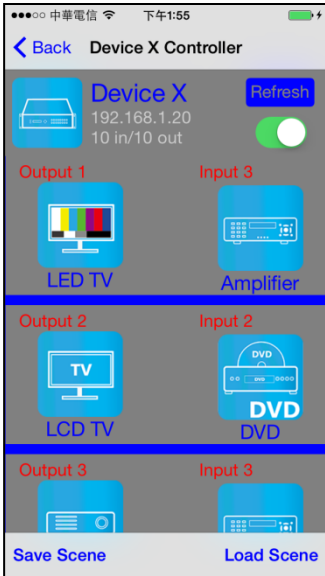 中華電信 下午1:55
Back Device X Controller
Device X Refresh
192.168.1.20
10 in/10 out
Output 1 Input 3
LED TV Amplifier
Output 2 Input 2
TV DVD
DVD
DVD
LCD TV DVD
Output 3 Input 3
Save Scene Load Scene